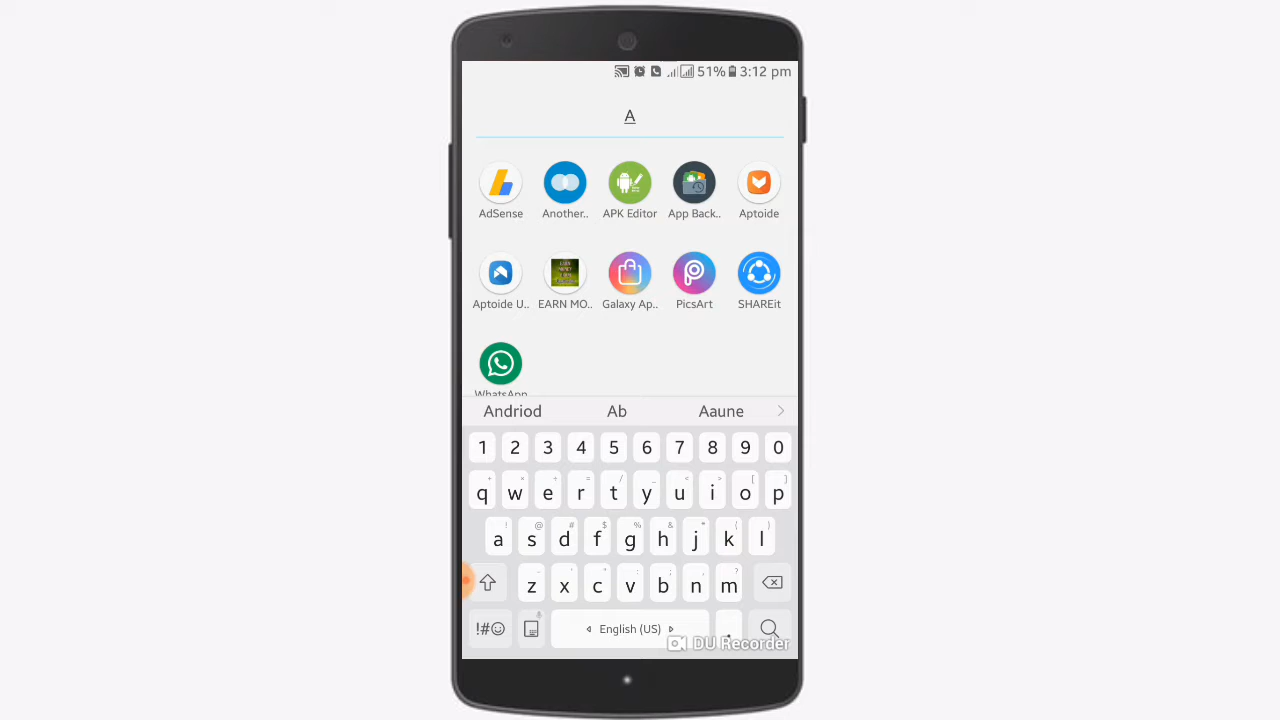 51% 3:12 pm
A
AdSense Another.. APK Editor App Back.. Aptoide
Aptoide U.. EARN MO.. Galaxy Ap.. PicsArt SHAREit
WhatsApp
Andriod Ab Aaune
1 2 3 4 5 6 7 8 9 0
q w e r t y u i o p
a s d f g h j k l
z x c v b n m
!#☺ English (US) .
DU Recorder